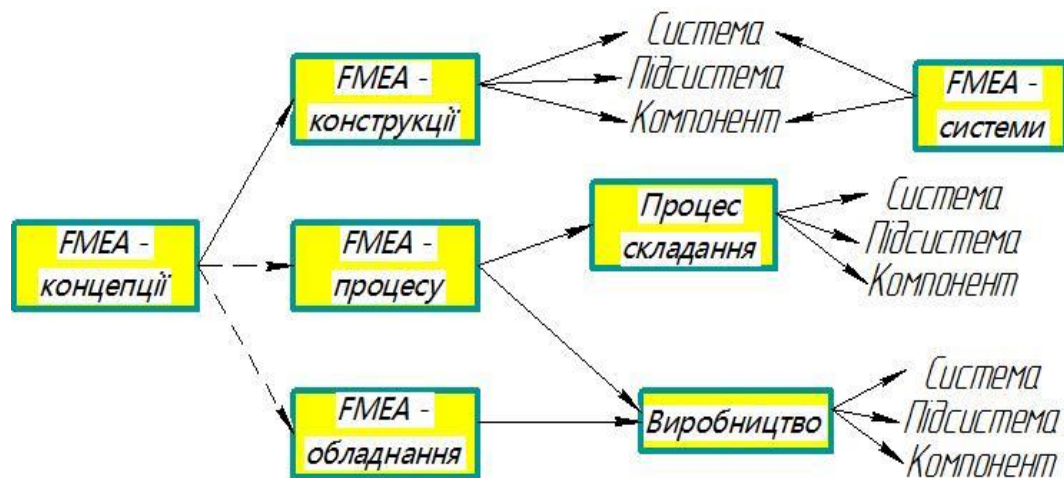 FMEA -
конструкції
Система
Підсистема
Компонент
FMEA -
системи
FMEA -
концепції
FMEA -
процесу
Процес
складання
Система
Підсистема
Компонент
FMEA -
обладнання
Виробництво
Система
Підсистема
Компонент